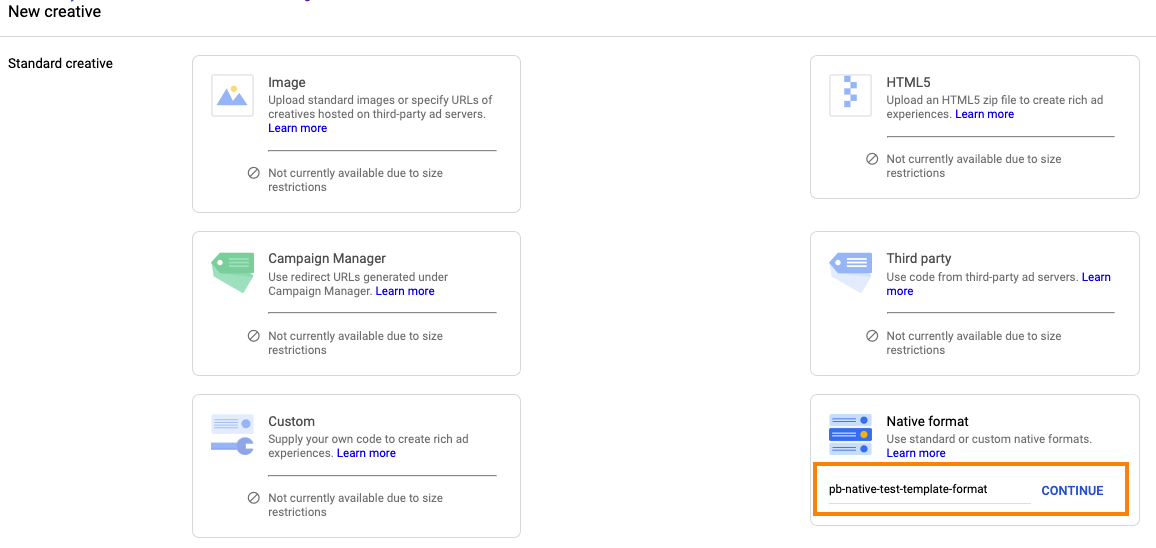 New creative
Standard creative
Image
Upload standard images or specify URLs of
creatives hosted on third-party ad servers.
Learn more
Not currently available due to size
restrictions
HTML5
Upload an HTML5 zip file to create rich ad
experiences. Learn more
Not currently available due to size
restrictions
Campaign Manager
Use redirect URLs generated under
Campaign Manager. Learn more
Not currently available due to size
restrictions
Third party
Use code from third-party ad servers. Learn
more
Not currently available due to size
restrictions
Custom
Supply your own code to create rich ad
experiences. Learn more
Not currently available due to size
restrictions
Native format
Use standard or custom native formats.
Learn more
pb-native-test-template-format CONTINUE